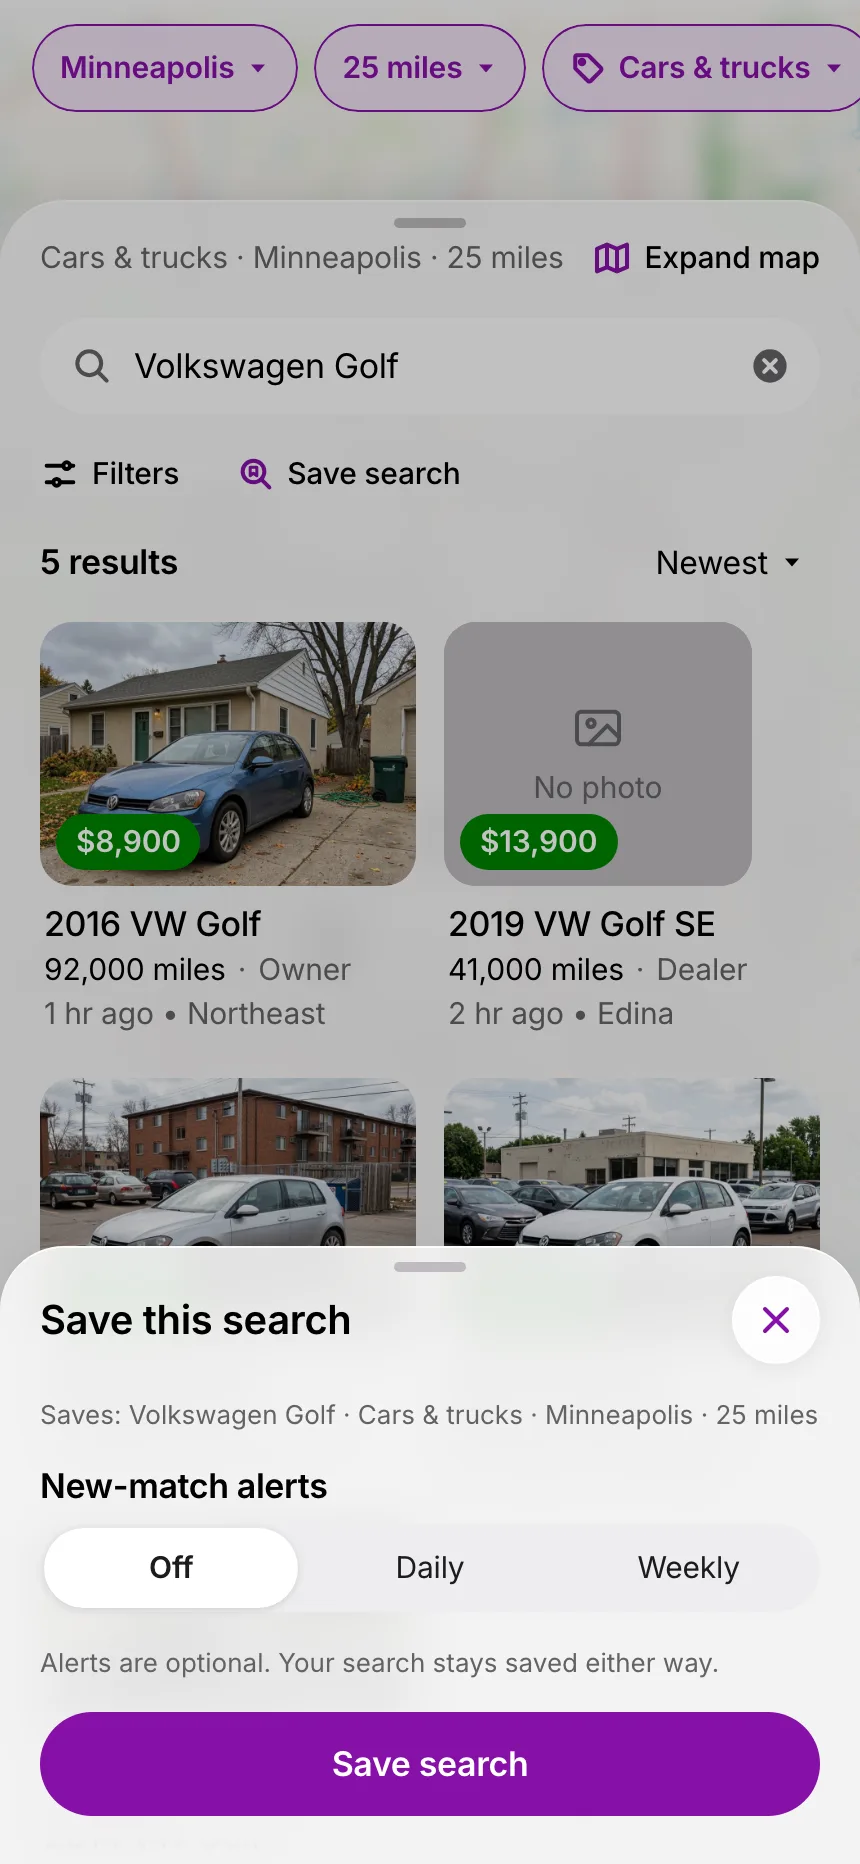 Minneapolis
25 miles
Cars & trucks
Cars & trucks · Minneapolis · 25 miles
Expand map
Volkswagen Golf
Filters
Save search
5 results
Newest
No photo
$8,900
$13,900
2016 VW Golf
92,000 miles · Owner
1 hr ago • Northeast
2019 VW Golf SE
41,000 miles · Dealer
2 hr ago • Edina
Save this search
Saves: Volkswagen Golf · Cars & trucks · Minneapolis · 25 miles
New-match alerts
Off
Daily
Weekly
Alerts are optional. Your search stays saved either way.
Save search